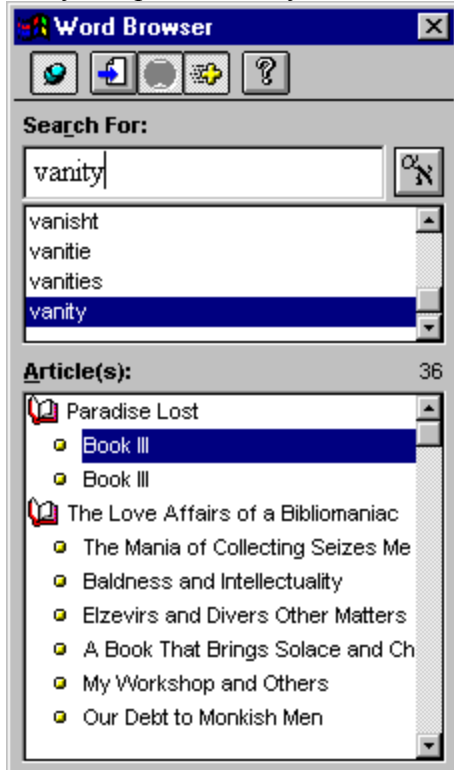 Word Browser
Search For:
vanity
vanisht
vanitie
vanities
vanity
Article(s): 36
Paradise Lost
Book III
Book III
The Love Affairs of a Bibliomaniac
The Mania of Collecting Seizes Me
Baldness and Intellectuality
Elzevirs and Divers Other Matters
A Book That Brings Solace and Ch
My Workshop and Others
Our Debt to Monkish Men